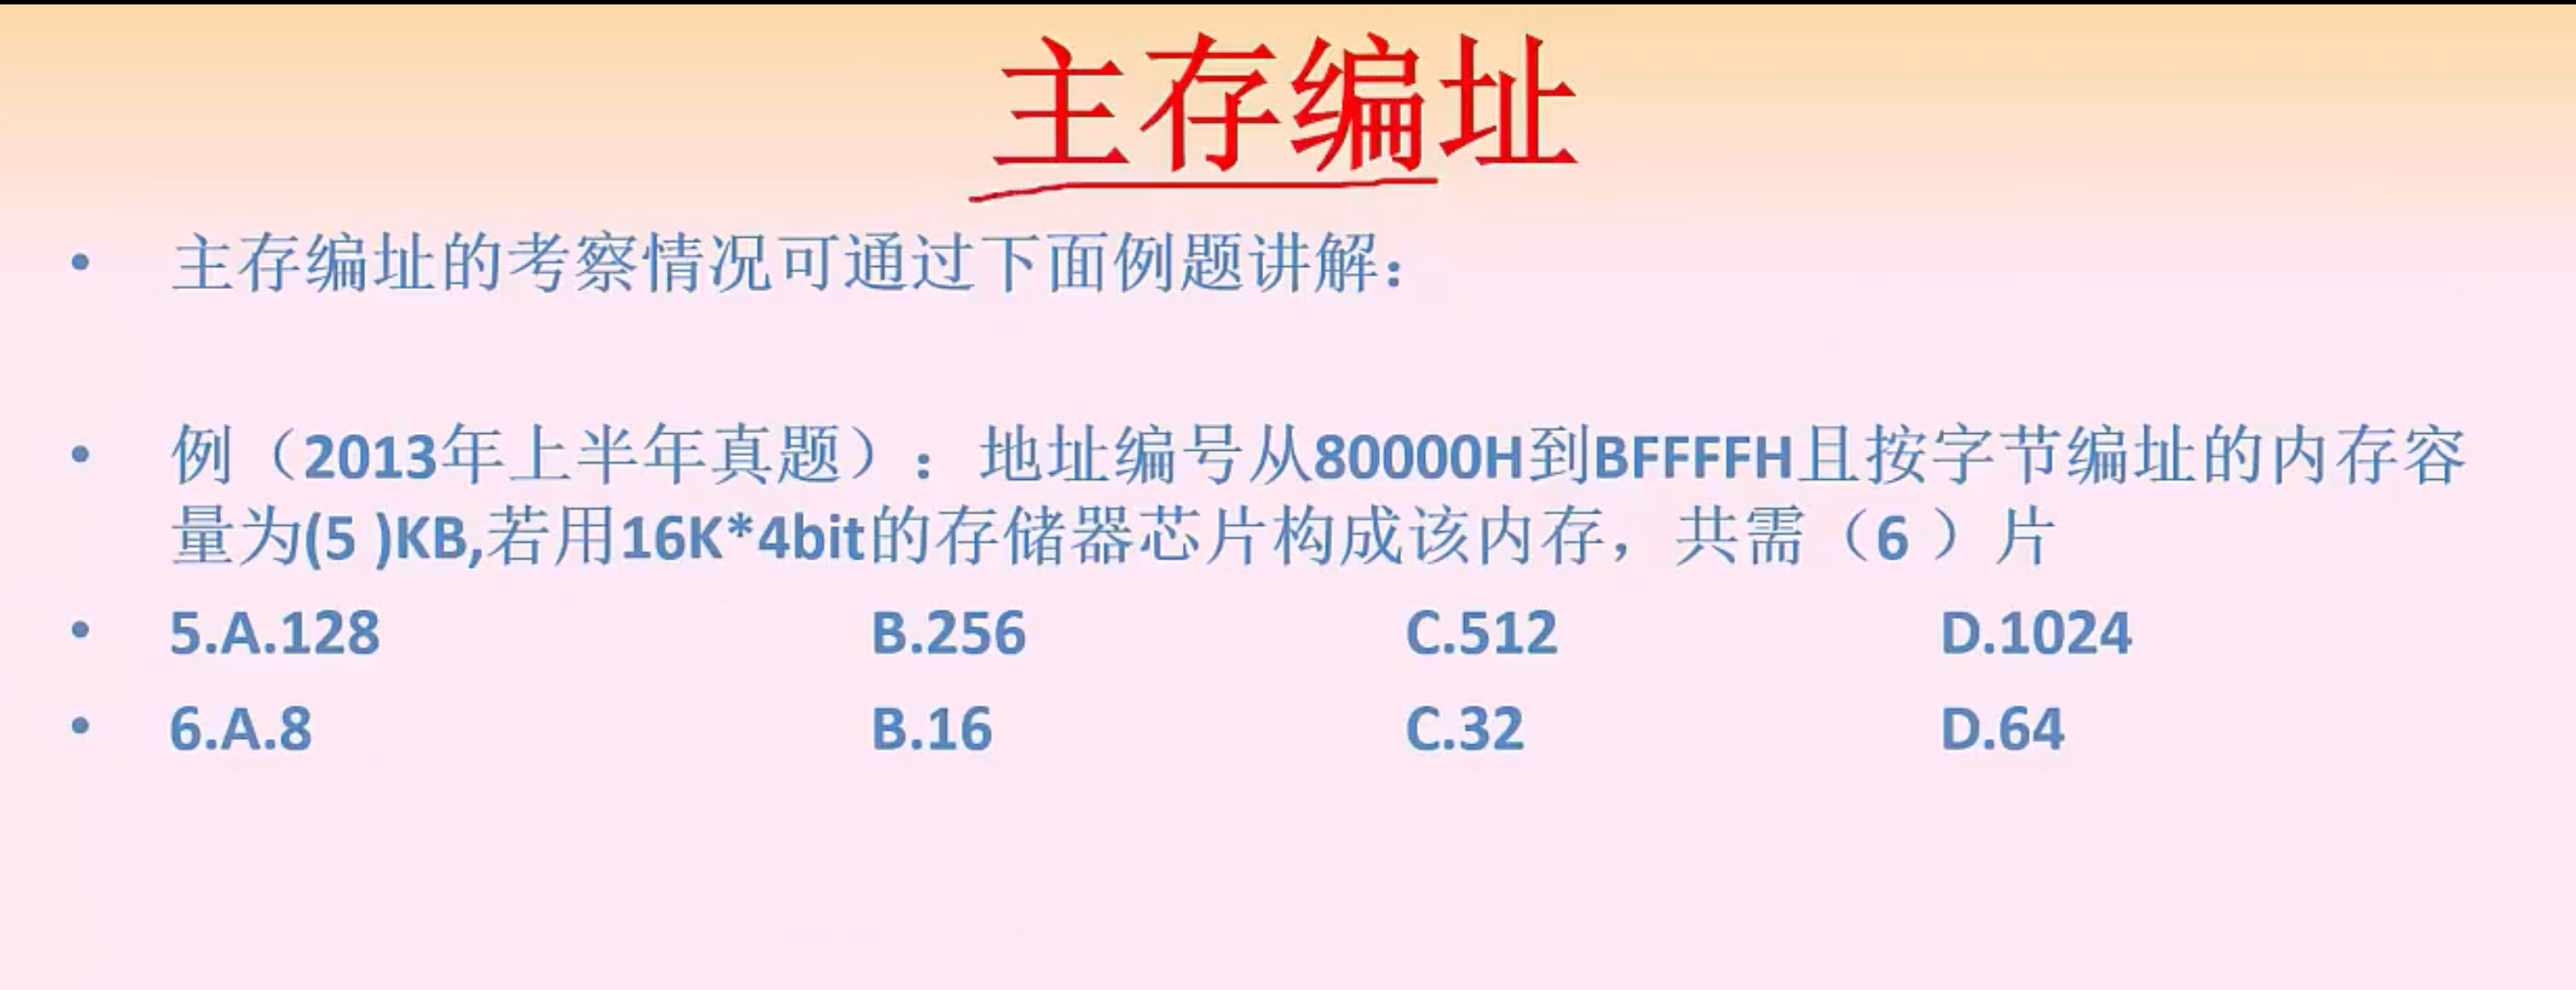 主存编址
• 主存编址的考察情况可通过下面例题讲解：
• 例（2013年上半年真题）：地址编号从80000H到BFFFFH且按字节编址的内存容
量为(5 )KB,若用16K*4bit的存储器芯片构成该内存，共需（6 ）片
• 5.A.128 B.256 C.512 D.1024
• 6.A.8 B.16 C.32 D.64